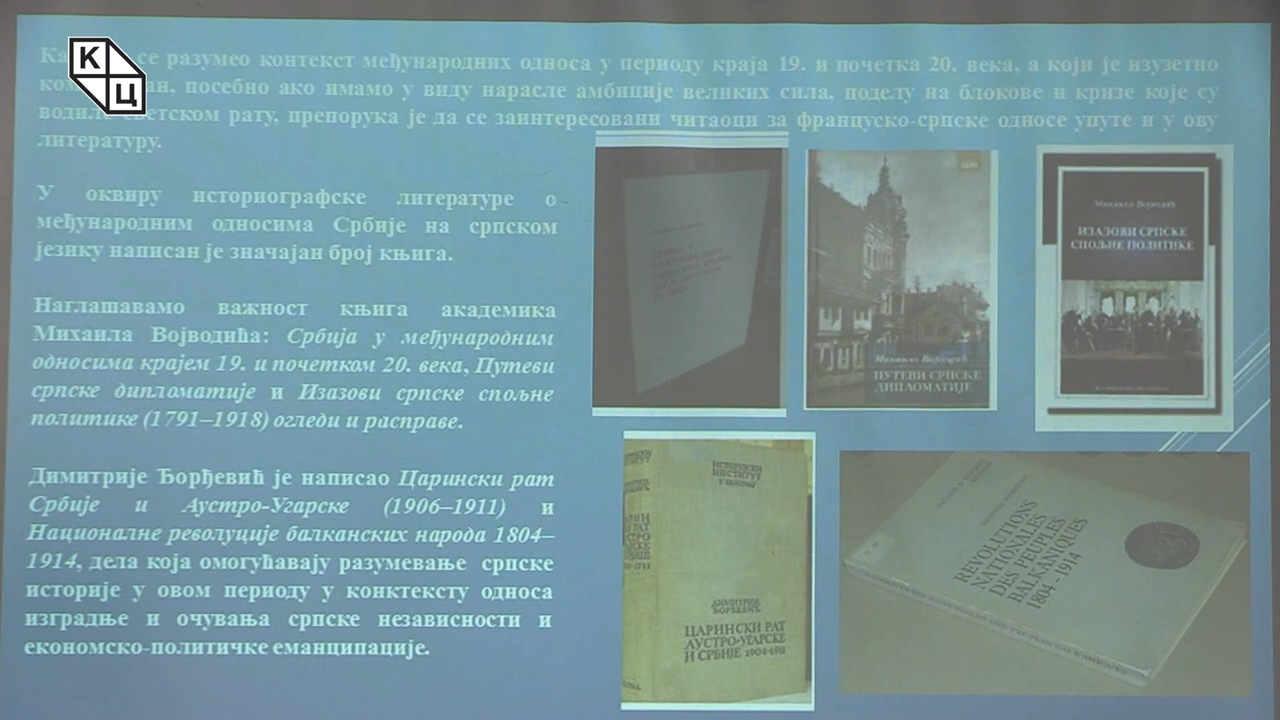 К
Ц
се разумео контекст међународних односа у периоду краја 19. и почетка 20. века, а који је изузетно
посебно ако имамо у виду нарасле амбиције великих сила, поделу на блокове и кризе које су
водиле светском рату, препорука је да се заинтересовани читаоци за француско-српске односе упуте и у ову
литературу.
У оквиру историографске литературе о
међународним односима Србије на српском
језику написан је значајан број књига.
Наглашавамо важност књига академика
Михаила Војводића: Србија у међународним
односима крајем 19. и почетком 20. века, Путеви
српске дипломатије и Изазови српске спољне
политике (1791–1918) огледи и расправе.
Димитрије Ђорђевић је написао Царински рат
Србије и Аустро-Угарске (1906–1911) и
Националне револуције балканских народа 1804–
1914, дела која омогућавају разумевање српске
историје у овом периоду у конктексту односа
изградње и очувања српске независности и
економско-политичке еманципације.
Михаило Војводић
ПУТЕВИ СРПСКЕ
ДИПЛОМАТИЈЕ
Михаило Војводић
ИЗАЗОВИ СРПСКЕ
СПОЉНЕ ПОЛИТИКЕ
ИСТОРИСКИ
ИНСТИТУТ
ДИМИТРИЈЕ
ЂОРЂЕВИЋ
ЦАРИНСКИ РАТ
АУСТРО-УГАРСКЕ
И СРБИЈЕ 1906-1911
REVOLUTIONS
NATIONALES
DES PEUPLES
BALKANIQUES
1804-1914